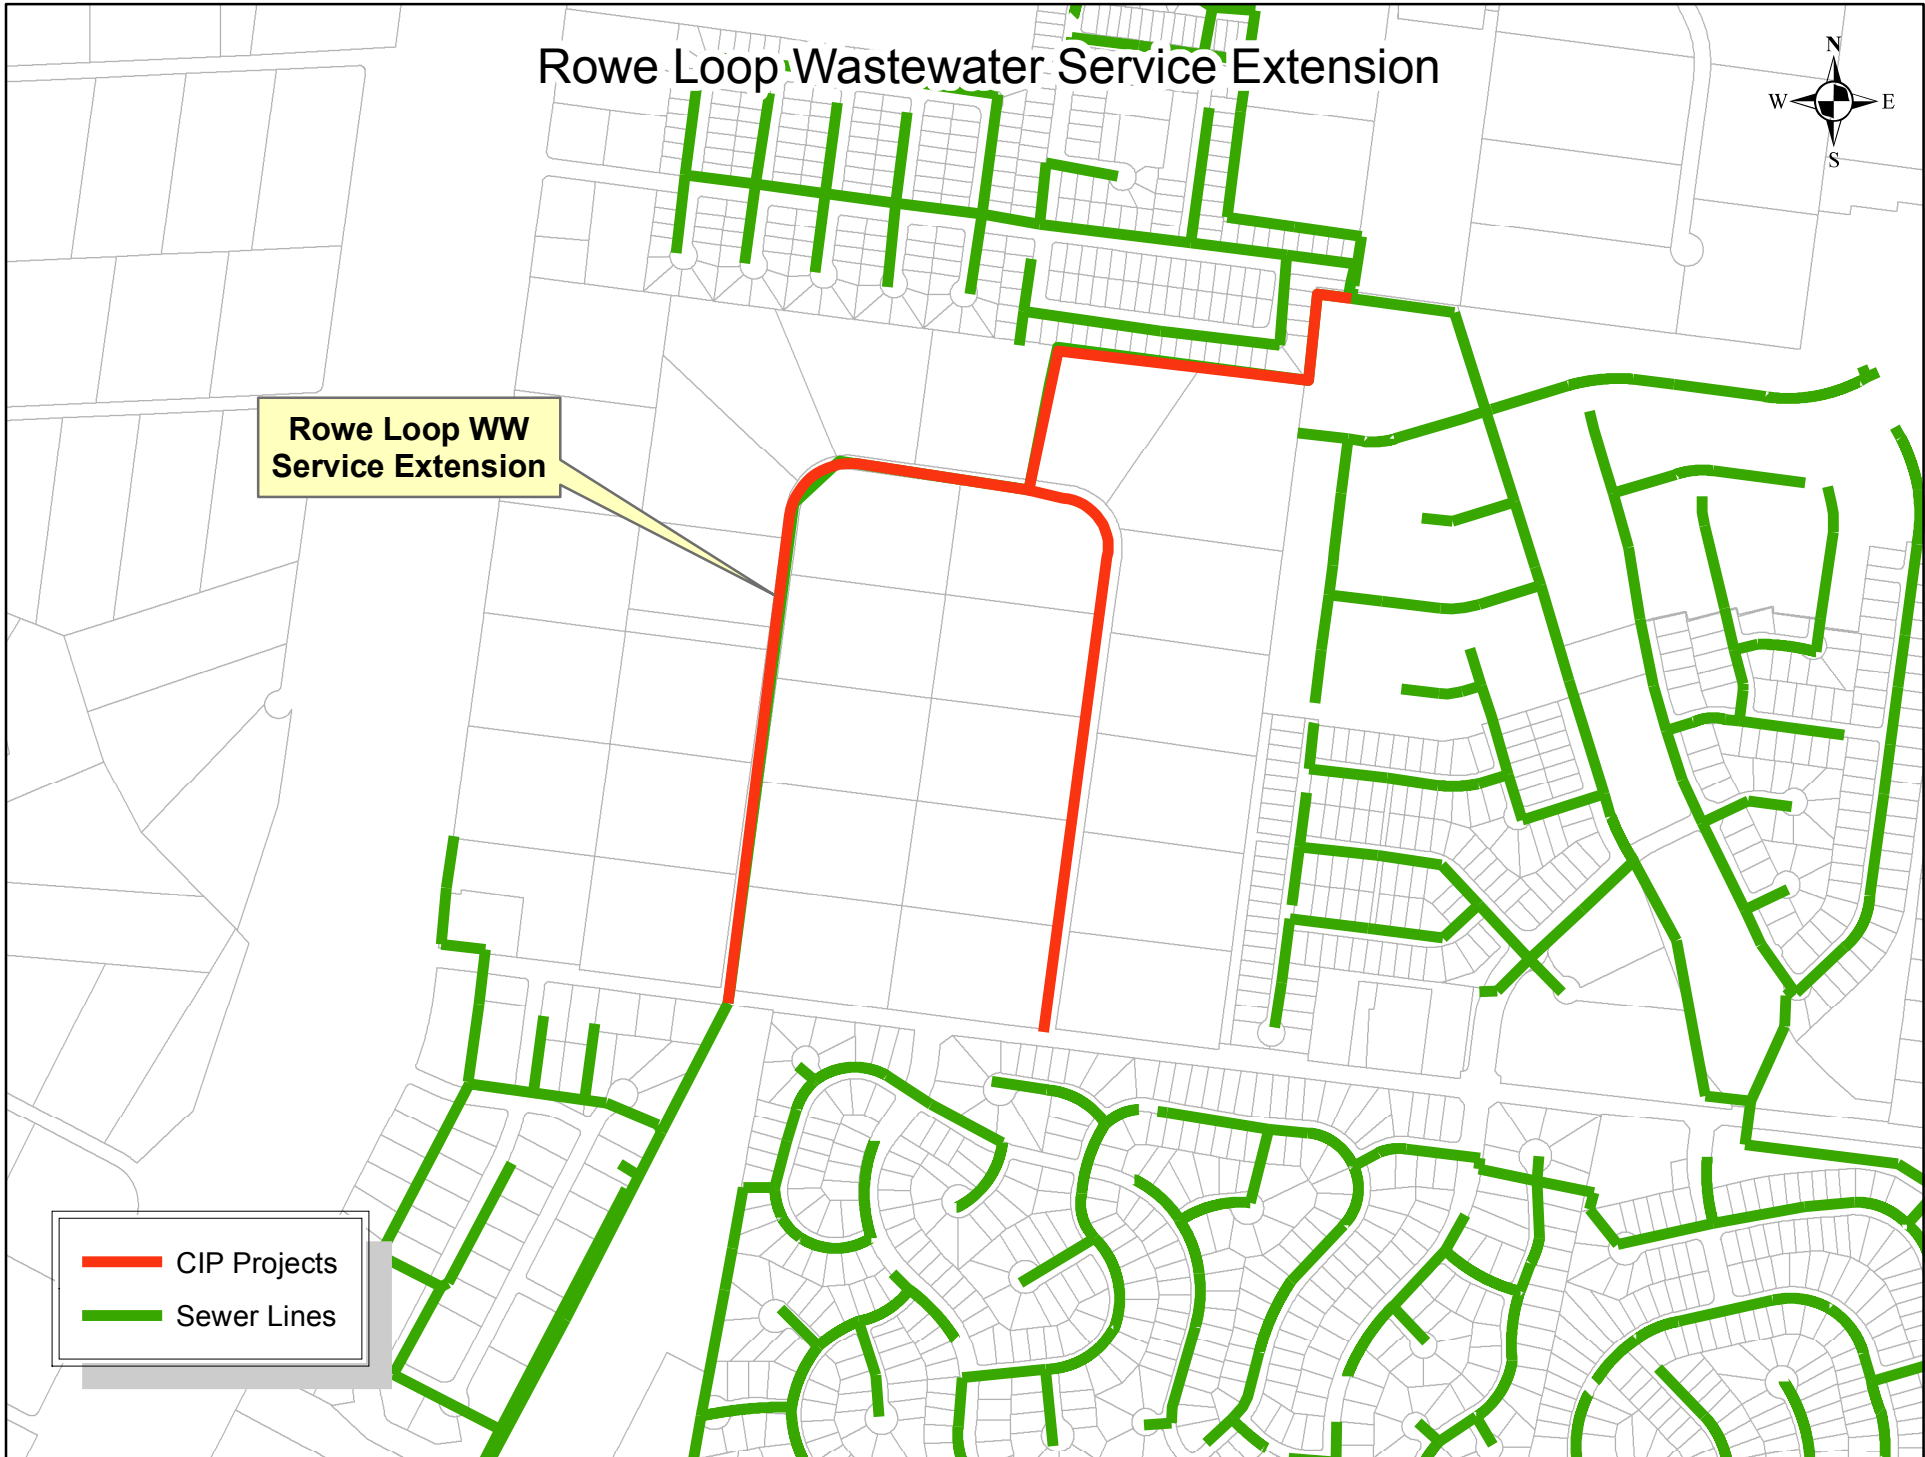 Rowe Loop Wastewater Service Extension
N
W E
S
Rowe Loop WW
Service Extension
CIP Projects
Sewer Lines